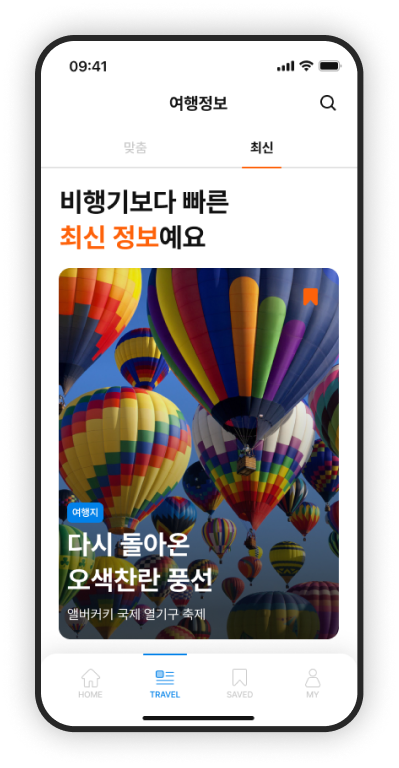 09:41
여행정보
맞춤 최신
비행기보다 빠른
최신 정보예요
여행지
다시 돌아온
오색찬란 풍선
앨버커키 국제 열기구 축제
HOME TRAVEL SAVED MY